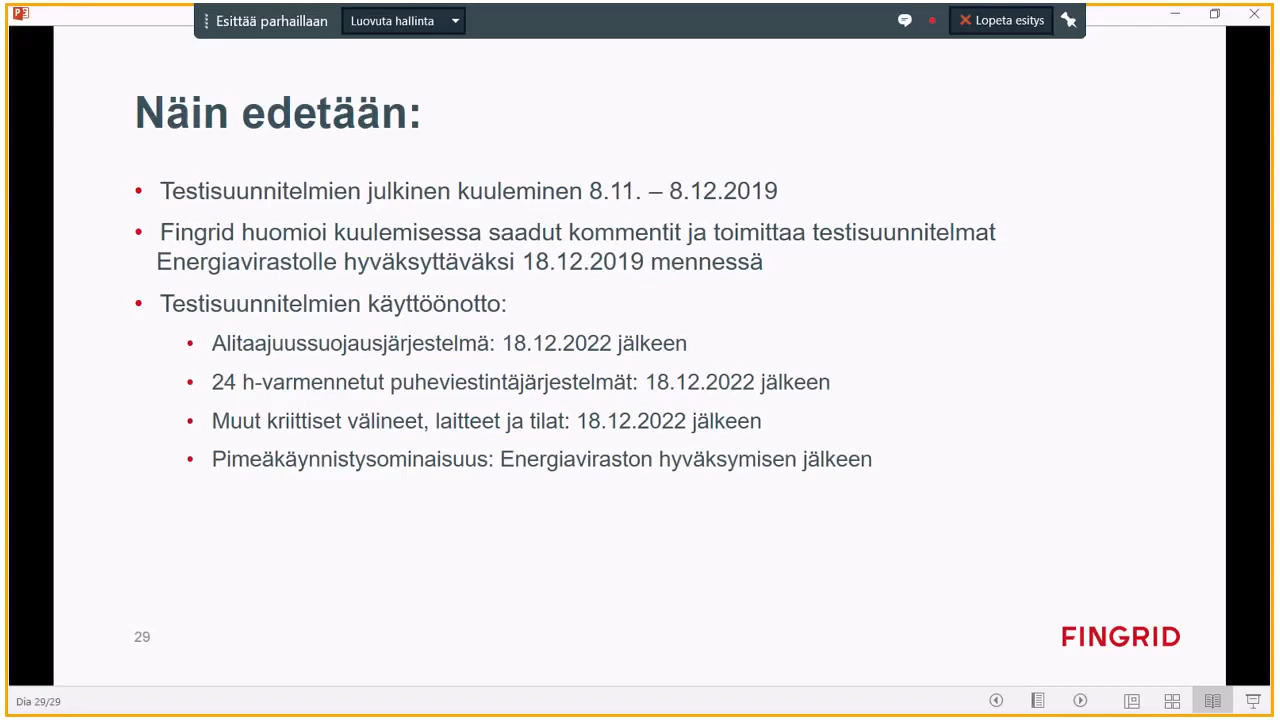 Esittää parhaillaan Luovuta hallinta Lopeta esitys
Näin edetään:
• Testisuunnitelmien julkinen kuuleminen 8.11. – 8.12.2019
• Fingrid huomioi kuulemisessa saadut kommentit ja toimittaa testisuunnitelmat
Energiavirastolle hyväksyttäväksi 18.12.2019 mennessä
• Testisuunnitelmien käyttöönotto:
• Alitaajuussuojausjärjestelmä: 18.12.2022 jälkeen
• 24 h-varmennetut puheviestintäjärjestelmät: 18.12.2022 jälkeen
• Muut kriittiset välineet, laitteet ja tilat: 18.12.2022 jälkeen
• Pimeäkäynnistysominaisuus: Energiaviraston hyväksymisen jälkeen
29
FINGRID
Dia 29/29